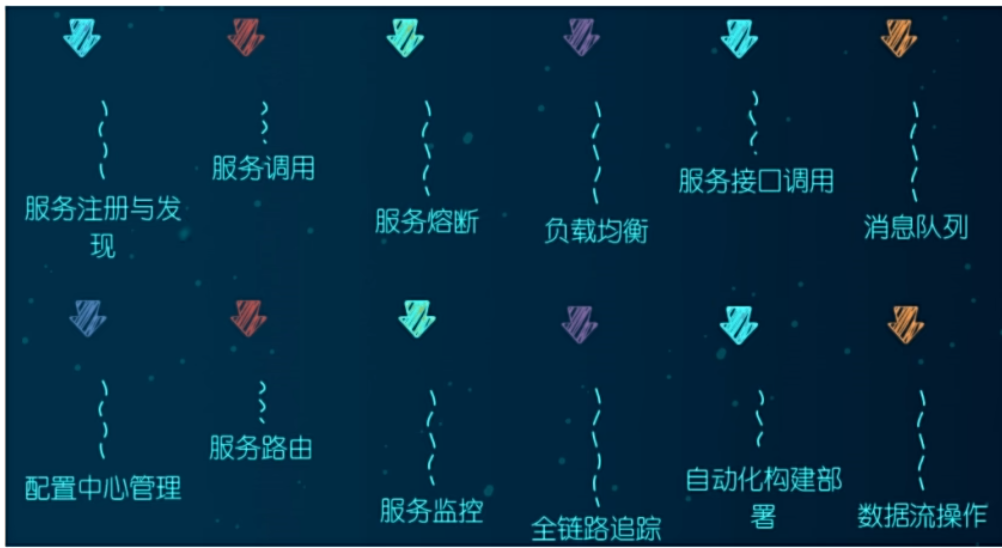 服务注册与发
现
服务调用
服务熔断
负载均衡
服务接口调用
消息队列
配置中心管理
服务路由
服务监控
全链路追踪
自动化构建部
署
数据流操作